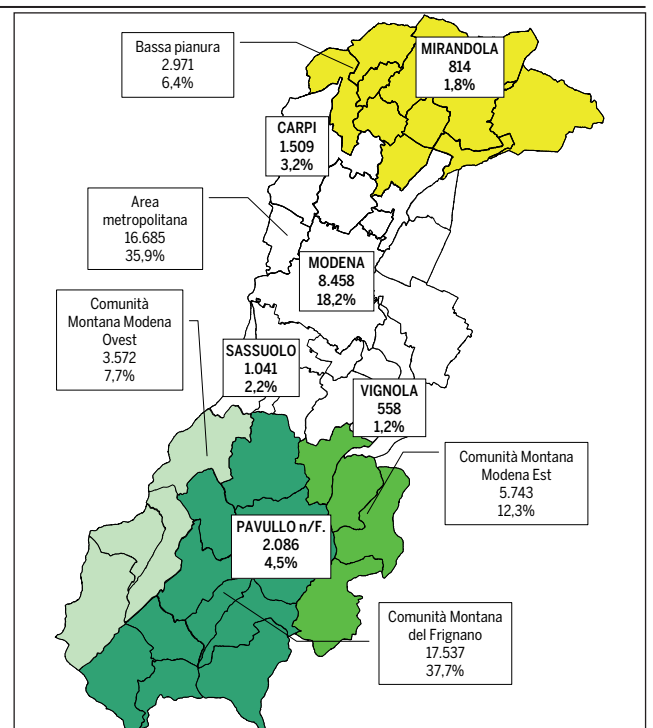 Bassa pianura
2.971
6,4%
MIRANDOLA
814
1,8%
CARPI
1.509
3,2%
Area
metropolitana
16.685
35,9%
MODENA
8.458
18,2%
Comunità
Montana Modena
Ovest
3.572
7,7%
SASSUOLO
1.041
2,2%
VIGNOLA
558
1,2%
Comunità Montana
Modena Est
5.743
12,3%
PAVULLO n/F.
2.086
4,5%
Comunità Montana
del Frignano
17.537
37,7%